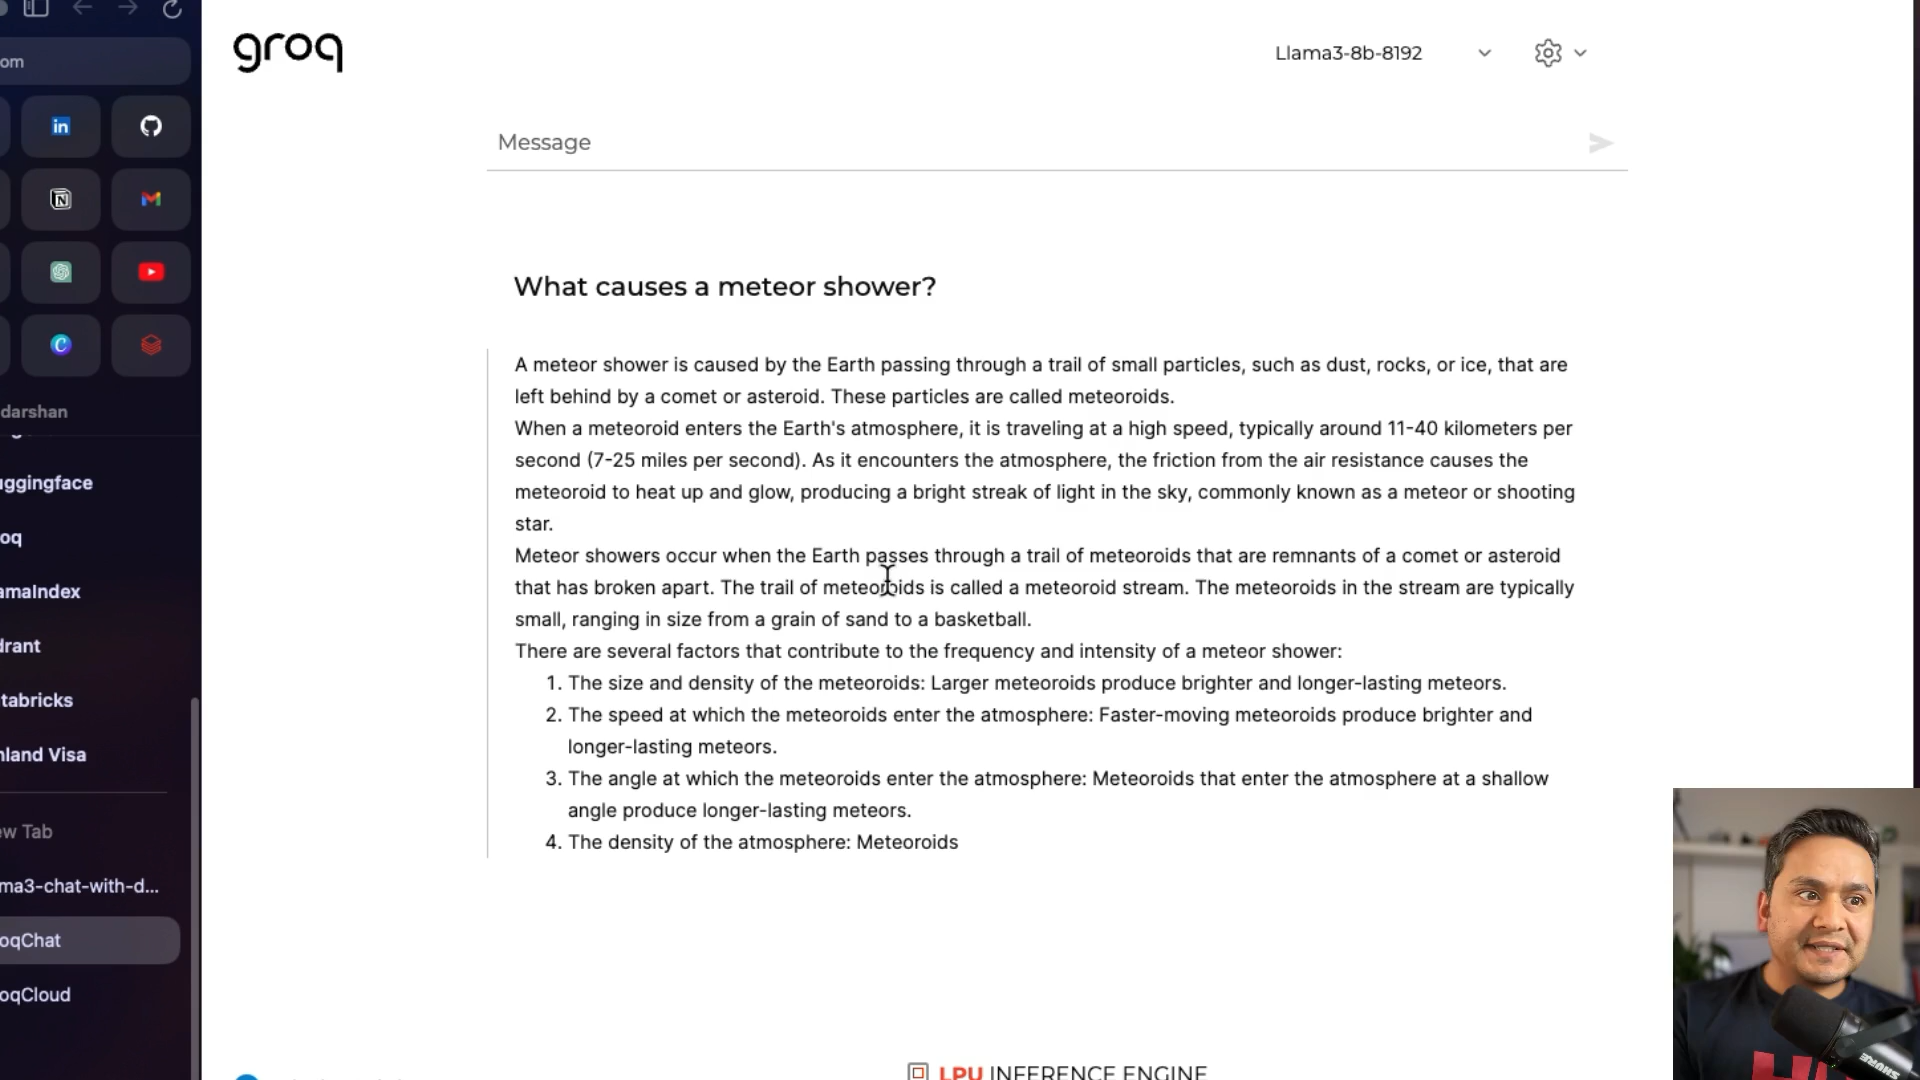 om
groq
Llama3-8b-8192
Message
in
N
C
darshan
uggingface
oq
amaIndex
drant
tabricks
nland Visa
ew Tab
ma3-chat-with-d...
oqChat
oqCloud
What causes a meteor shower?
A meteor shower is caused by the Earth passing through a trail of small particles, such as dust, rocks, or ice, that are
left behind by a comet or asteroid. These particles are called meteoroids.
When a meteoroid enters the Earth's atmosphere, it is traveling at a high speed, typically around 11-40 kilometers per
second (7-25 miles per second). As it encounters the atmosphere, the friction from the air resistance causes the
meteoroid to heat up and glow, producing a bright streak of light in the sky, commonly known as a meteor or shooting
star.
Meteor showers occur when the Earth passes through a trail of meteoroids that are remnants of a comet or asteroid
that has broken apart. The trail of meteoroids is called a meteoroid stream. The meteoroids in the stream are typically
small, ranging in size from a grain of sand to a basketball.
There are several factors that contribute to the frequency and intensity of a meteor shower:
1. The size and density of the meteoroids: Larger meteoroids produce brighter and longer-lasting meteors.
2. The speed at which the meteoroids enter the atmosphere: Faster-moving meteoroids produce brighter and
longer-lasting meteors.
3. The angle at which the meteoroids enter the atmosphere: Meteoroids that enter the atmosphere at a shallow
angle produce longer-lasting meteors.
4. The density of the atmosphere: Meteoroids
LPU INFERENCE ENGINE
SHURE